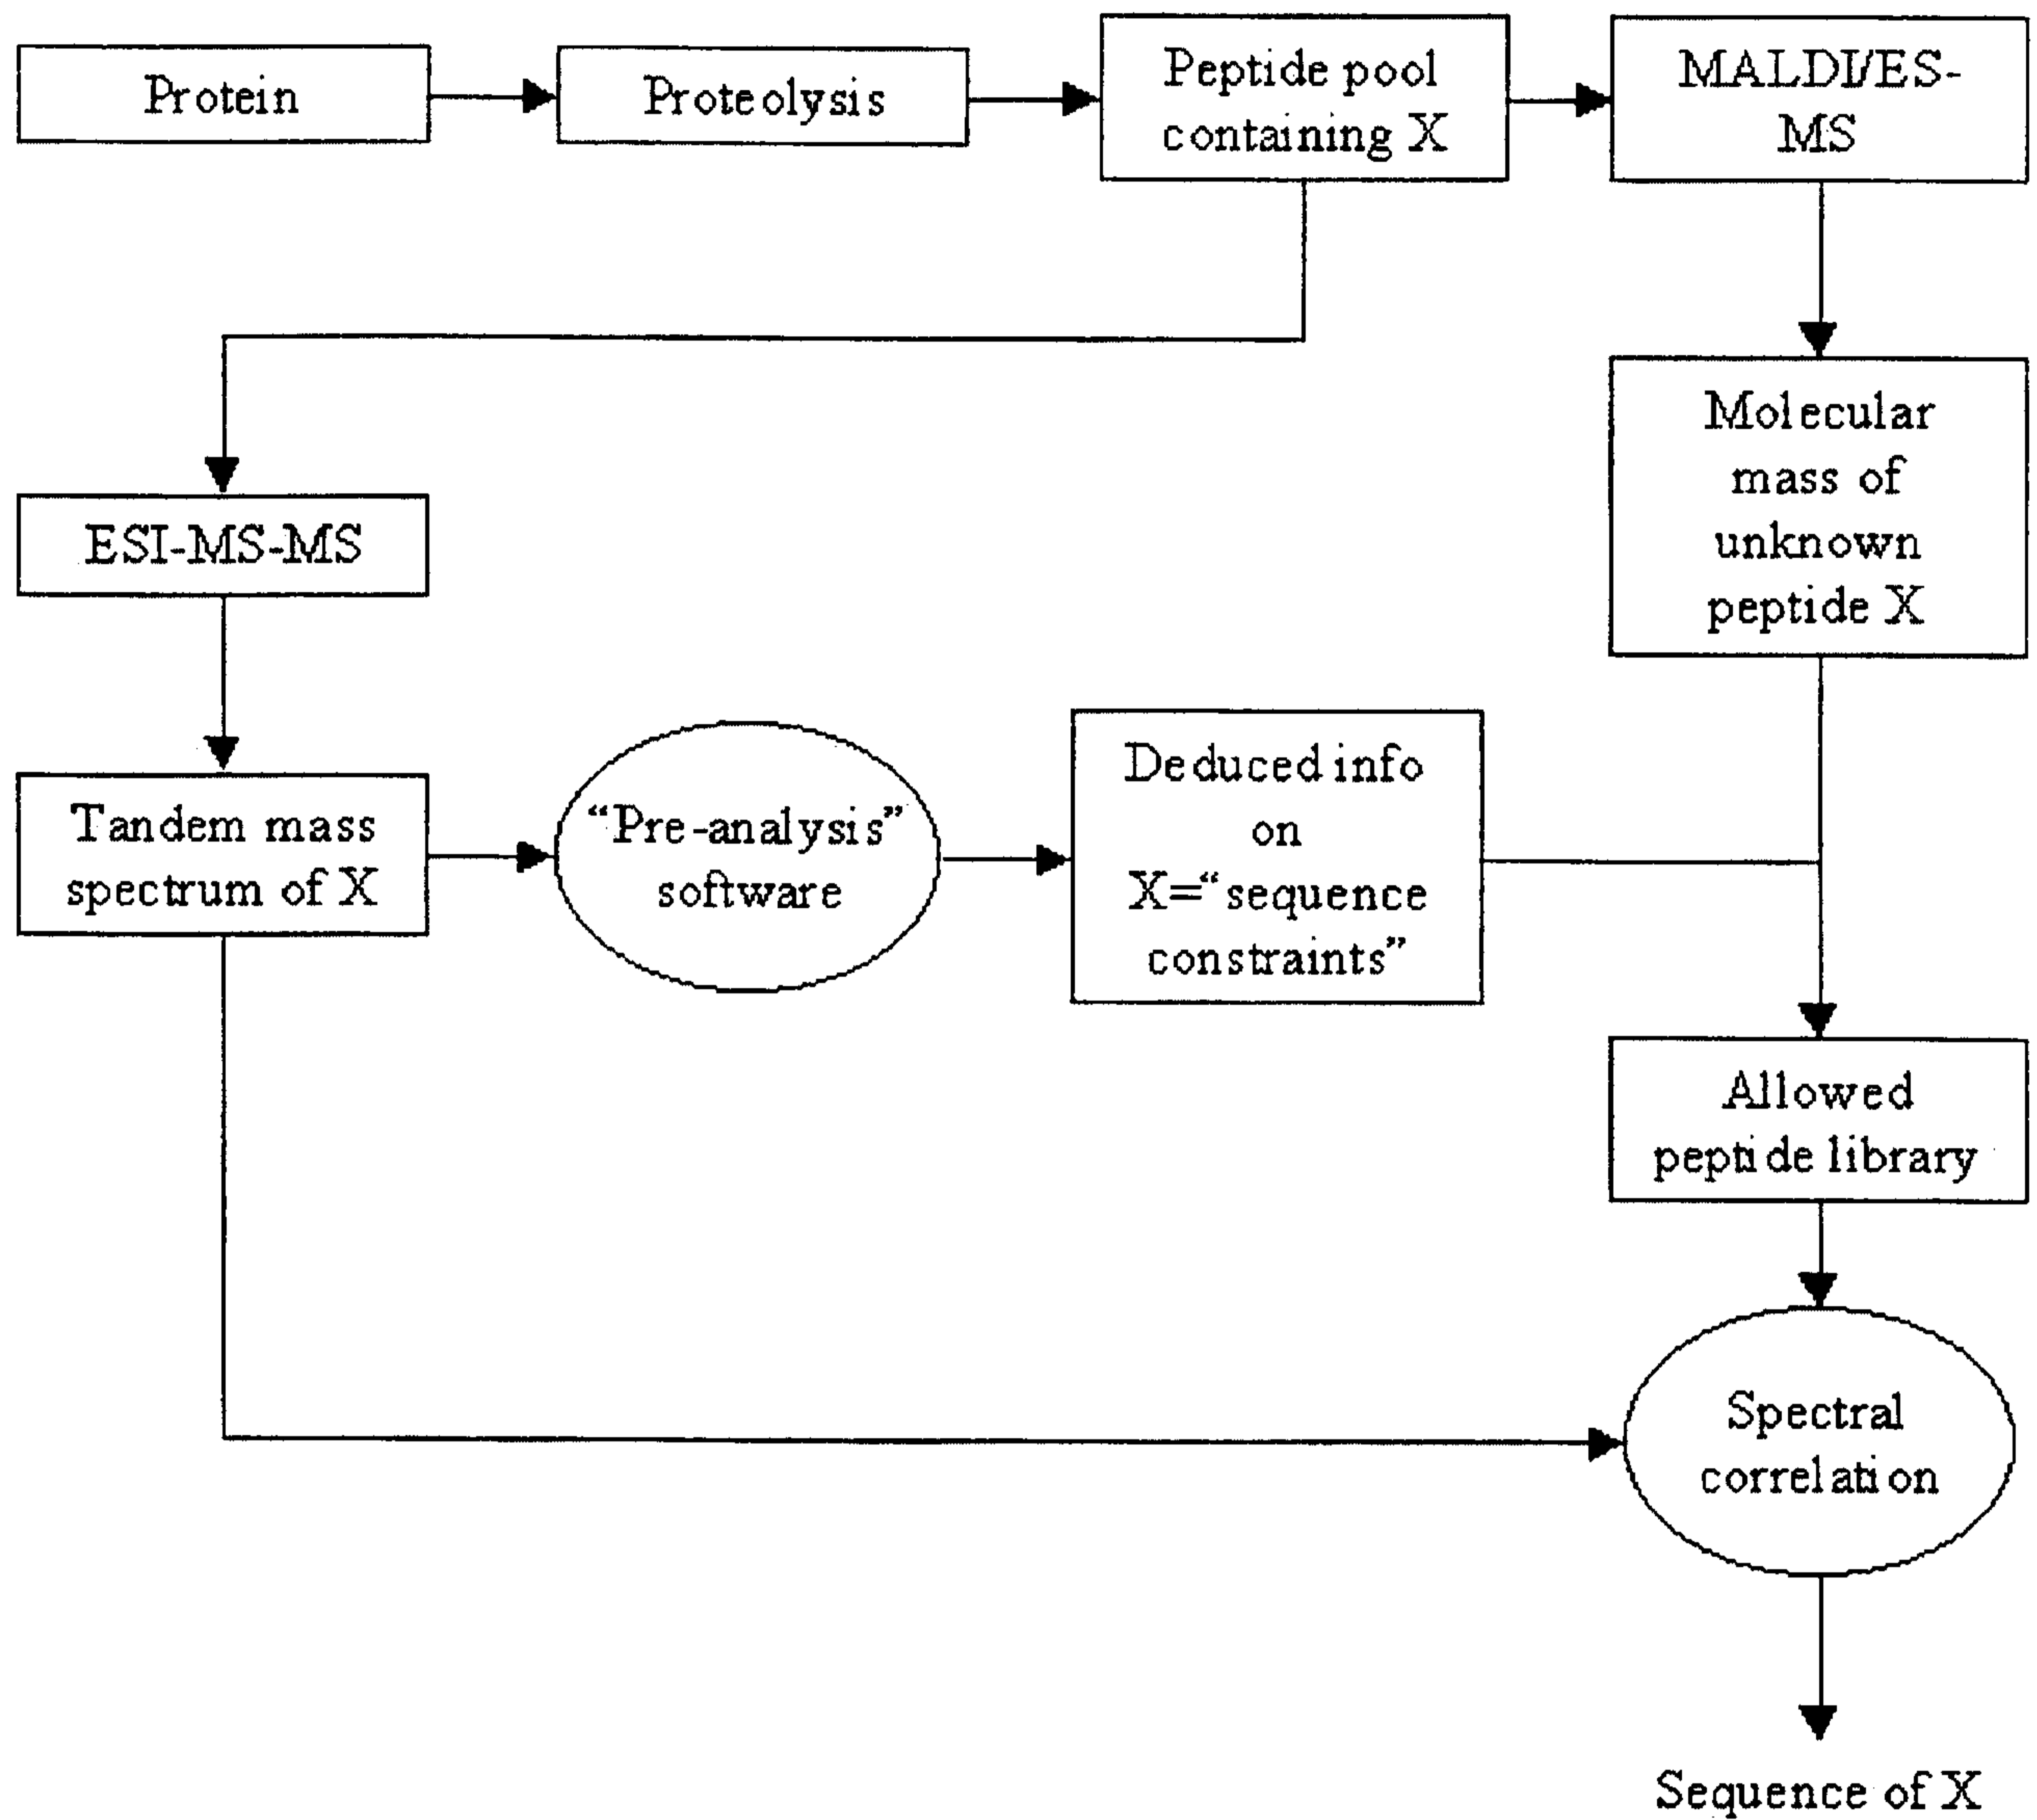 Protein
Proteolysis
Peptide pool
containing X
MALDI/ES-
MS
Molecular
mass of
unknown
peptide X
ESI-MS-MS
Tandem mass
spectrum of X
“Pre-analysis”
software
Deduced info
on
X=“sequence
constraints”
Allowed
peptide library
Spectral
correlation
Sequence of X